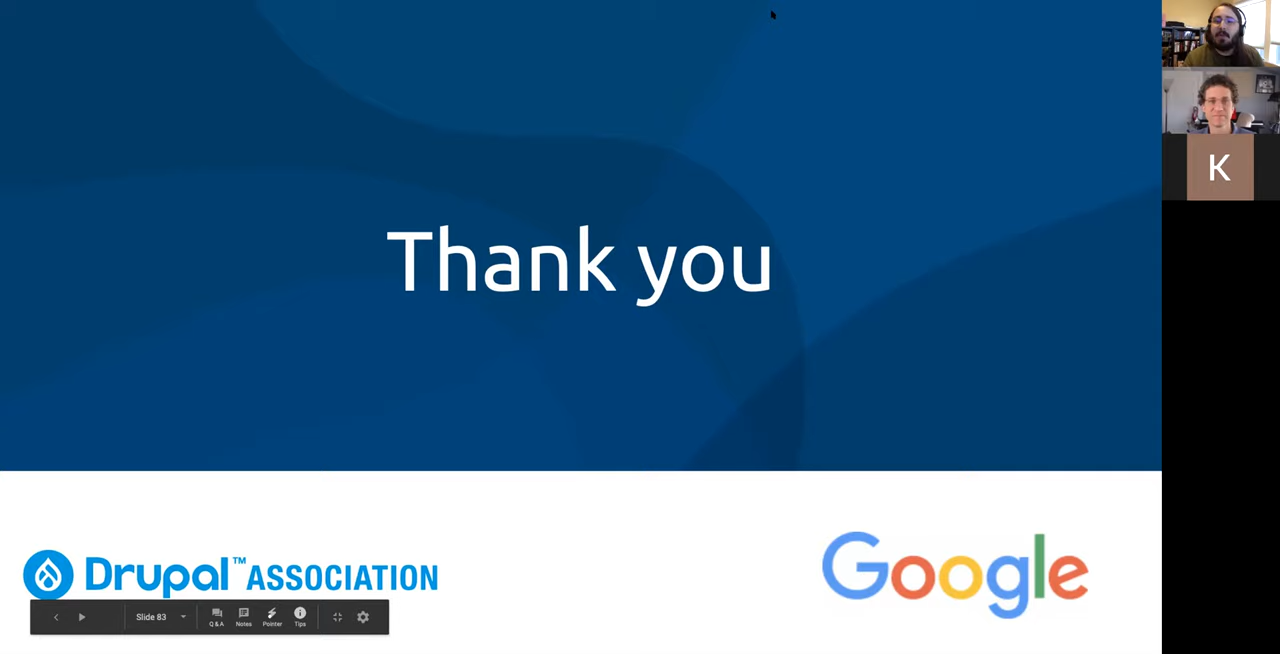 Thank you
K
Drupal™ ASSOCIATION
Google
Slide 83
Q & A
Notes
Pointer
Tips